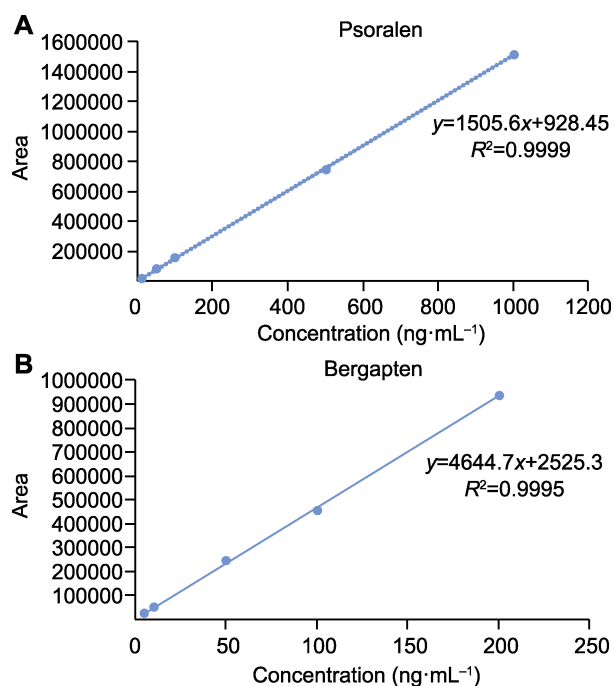 A
Psoralen
1600000
1400000
1200000
1000000
800000
600000
400000
200000
Area
y=1505.6x+928.45
R²=0.9999
0 200 400 600 800 1000 1200
Concentration (ng·mL⁻¹)
B
Bergapten
1000000
900000
800000
700000
600000
500000
400000
300000
200000
100000
Area
y=4644.7x+2525.3
R²=0.9995
0 50 100 150 200 250
Concentration (ng·mL⁻¹)